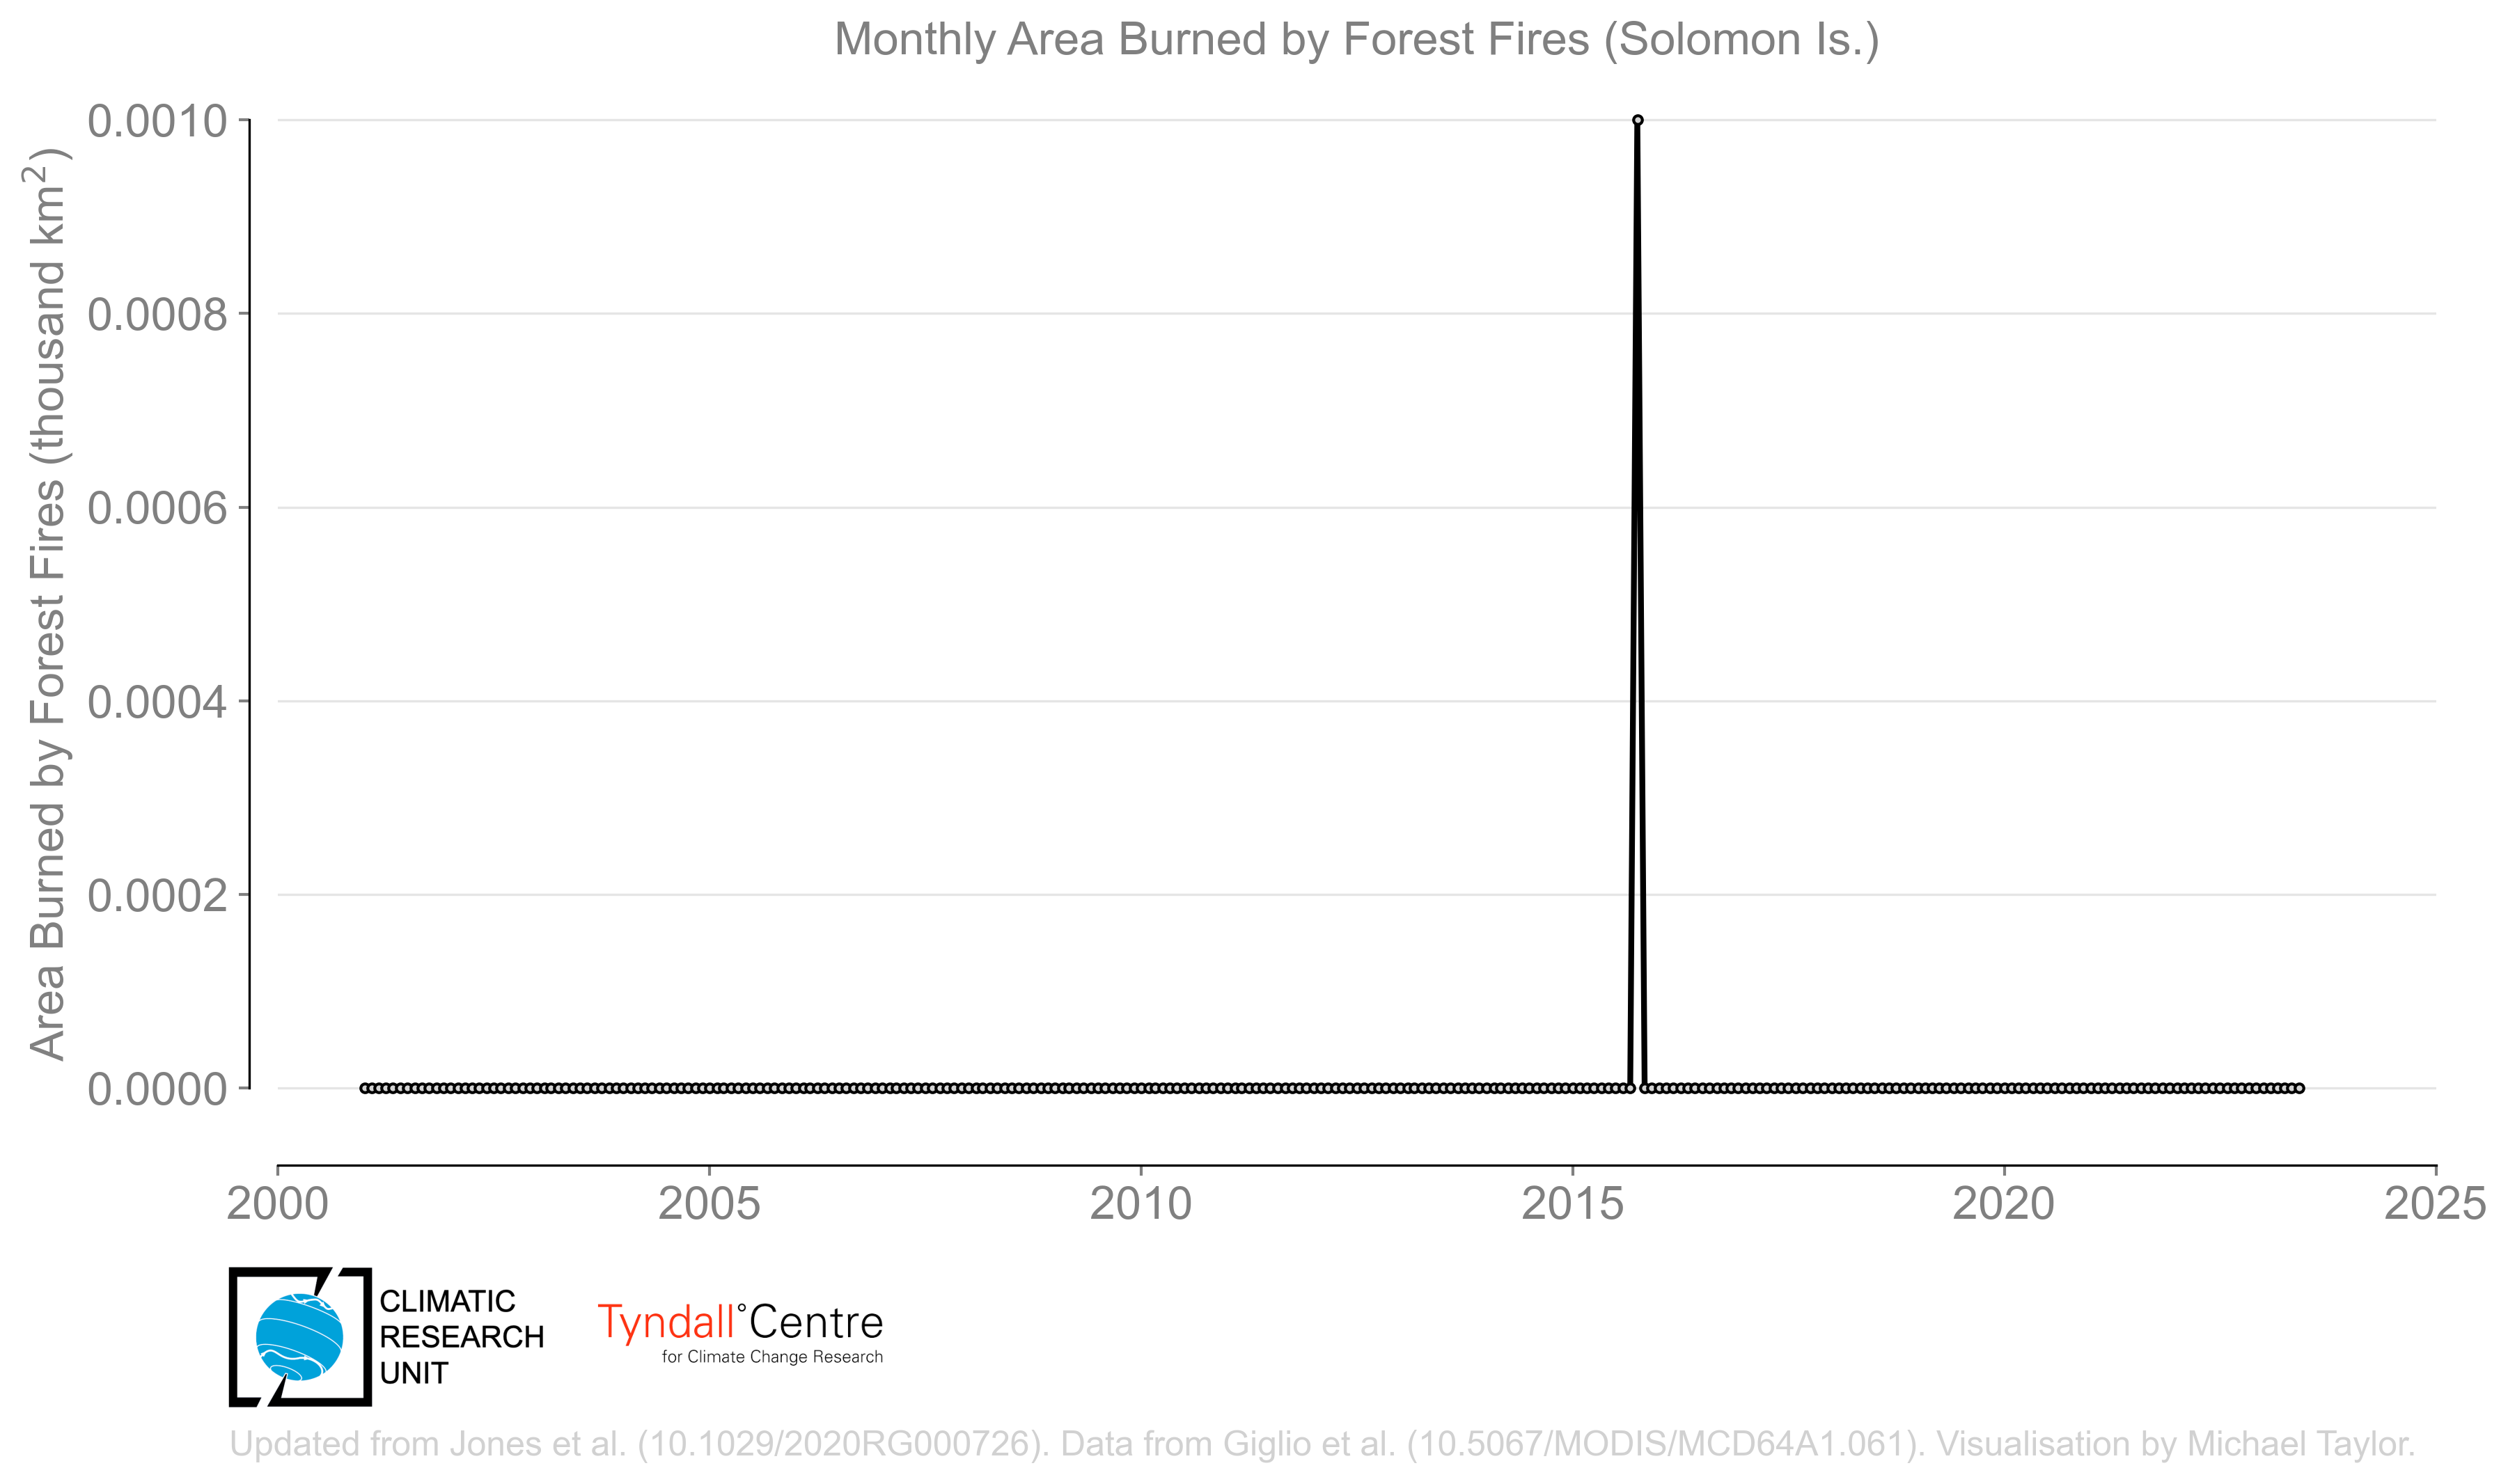 Monthly Area Burned by Forest Fires (Solomon Is.)
Area Burned by Forest Fires (thousand km²)
0.0010
0.0008
0.0006
0.0004
0.0002
0.0000
2000 2005 2010 2015 2020 2025
CLIMATIC
RESEARCH
UNIT
Tyndall°Centre
for Climate Change Research
Updated from Jones et al. (10.1029/2020RG000726). Data from Giglio et al. (10.5067/MODIS/MCD64A1.061). Visualisation by Michael Taylor.